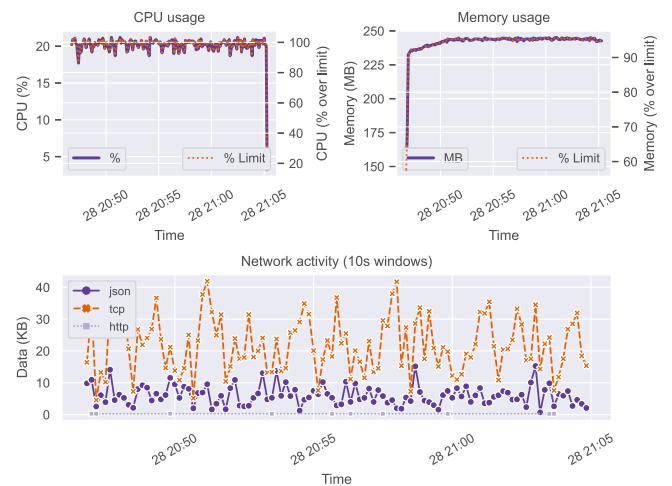 CPU usage
Memory usage
CPU (%)
20
15
10
5
100
80
60
40
20
CPU (% over limit)
%
% Limit
28 20:50
28 20:55
28 21:00
28 21:05
Time
Memory (MB)
250
225
200
175
150
90
80
70
60
Memory (% over limit)
MB
% Limit
28 20:50
28 20:55
28 21:00
28 21:05
Time
Network activity (10s windows)
Data (KB)
40
30
20
10
0
json
tcp
http
28 20:50
28 20:55
28 21:00
28 21:05
Time